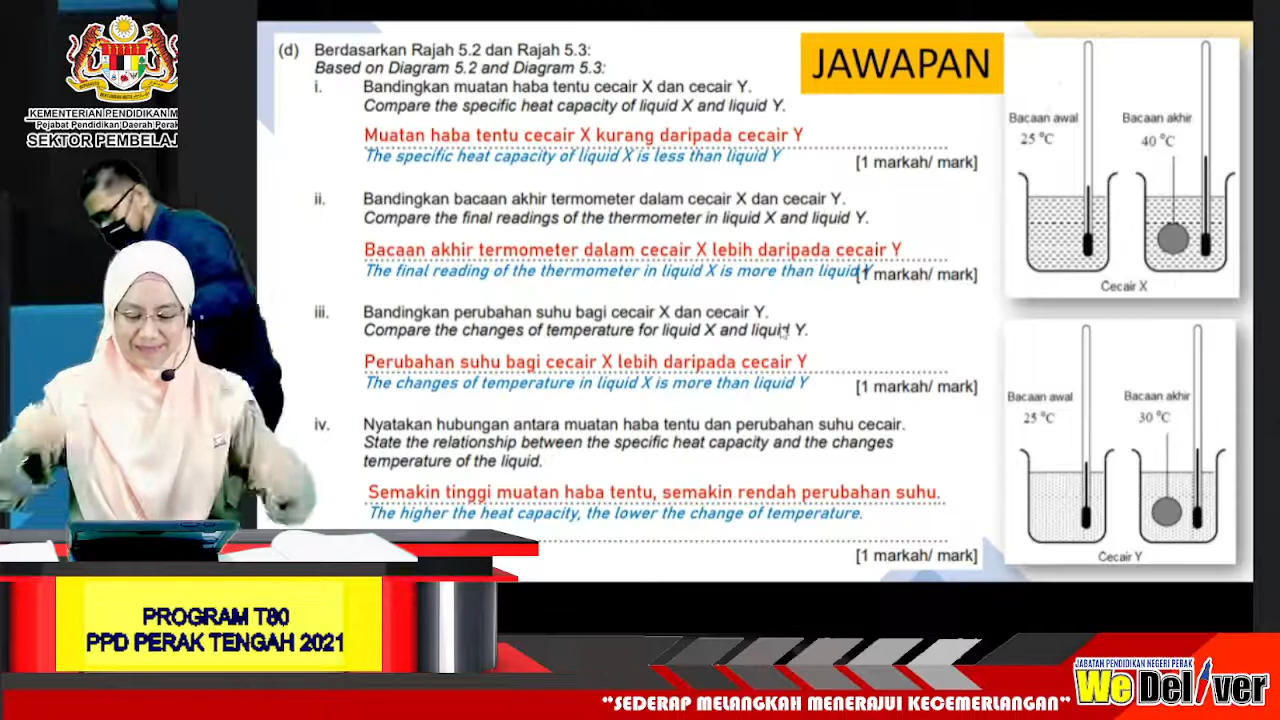 KEMENTERIAN PENDIDIKAN M
Pejabat Pendidikan Daerah Perak
SEKTOR PEMBELAJ
JAWAPAN
(d) Berdasarkan Rajah 5.2 dan Rajah 5.3:
Based on Diagram 5.2 and Diagram 5.3:
i. Bandingkan muatan haba tentu cecair X dan cecair Y.
Compare the specific heat capacity of liquid X and liquid Y.
Muatan haba tentu cecair X kurang daripada cecair Y
The specific heat capacity of liquid X is less than liquid Y
[1 markah/ mark]
ii. Bandingkan bacaan akhir termometer dalam cecair X dan cecair Y.
Compare the final readings of the thermometer in liquid X and liquid Y.
Bacaan akhir termometer dalam cecair X lebih daripada cecair Y
The final reading of the thermometer in liquid X is more than liquid Y
[1 markah/ mark]
iii. Bandingkan perubahan suhu bagi cecair X dan cecair Y.
Compare the changes of temperature for liquid X and liquid Y.
Perubahan suhu bagi cecair X lebih daripada cecair Y
The changes of temperature in liquid X is more than liquid Y
[1 markah/ mark]
iv. Nyatakan hubungan antara muatan haba tentu dan perubahan suhu cecair.
State the relationship between the specific heat capacity and the changes
temperature of the liquid.
Semakin tinggi muatan haba tentu, semakin rendah perubahan suhu.
The higher the heat capacity, the lower the change of temperature.
[1 markah/ mark]
Bacaan awal
25 °C
Bacaan akhir
40 °C
Cecair X
Bacaan awal
25 °C
Bacaan akhir
30 °C
Cecair Y
PROGRAM T80
PPD PERAK TENGAH 2021
"SEDERAP MELANGKAH MENERAJUI KECEMERLANGAN"
JABATAN PENDIDIKAN NEGERI PERAK
We Deliver